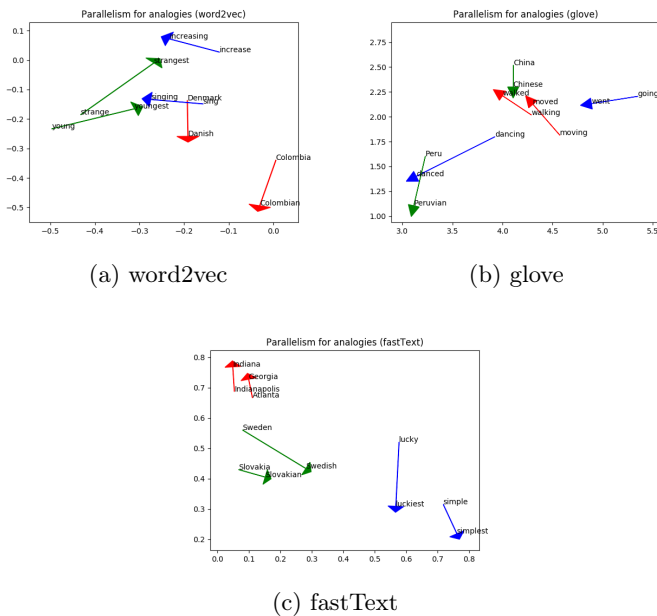 Parallelism for analogies (word2vec)
0.1
0.0
−0.1
−0.2
−0.3
−0.4
−0.5
−0.5
−0.4
−0.3
−0.2
−0.1
0.0
increasing
increase
strangest
singing
Denmark
sing
youngest
strange
young
Danish
Colombia
Colombian
(a) word2vec
Parallelism for analogies (glove)
2.75
2.50
2.25
2.00
1.75
1.50
1.25
1.00
3.0
3.5
4.0
4.5
5.0
5.5
China
Chinese
walked
moved
went
going
walking
dancing
moving
Peru
danced
Peruvian
(b) glove
Parallelism for analogies (fastText)
0.8
0.7
0.6
0.5
0.4
0.3
0.2
0.0
0.1
0.2
0.3
0.4
0.5
0.6
0.7
0.8
Indiana
Georgia
Indianapolis
Atlanta
Sweden
lucky
Slovakia
Swedish
Slovakian
luckiest
simple
simplest
(c) fastText